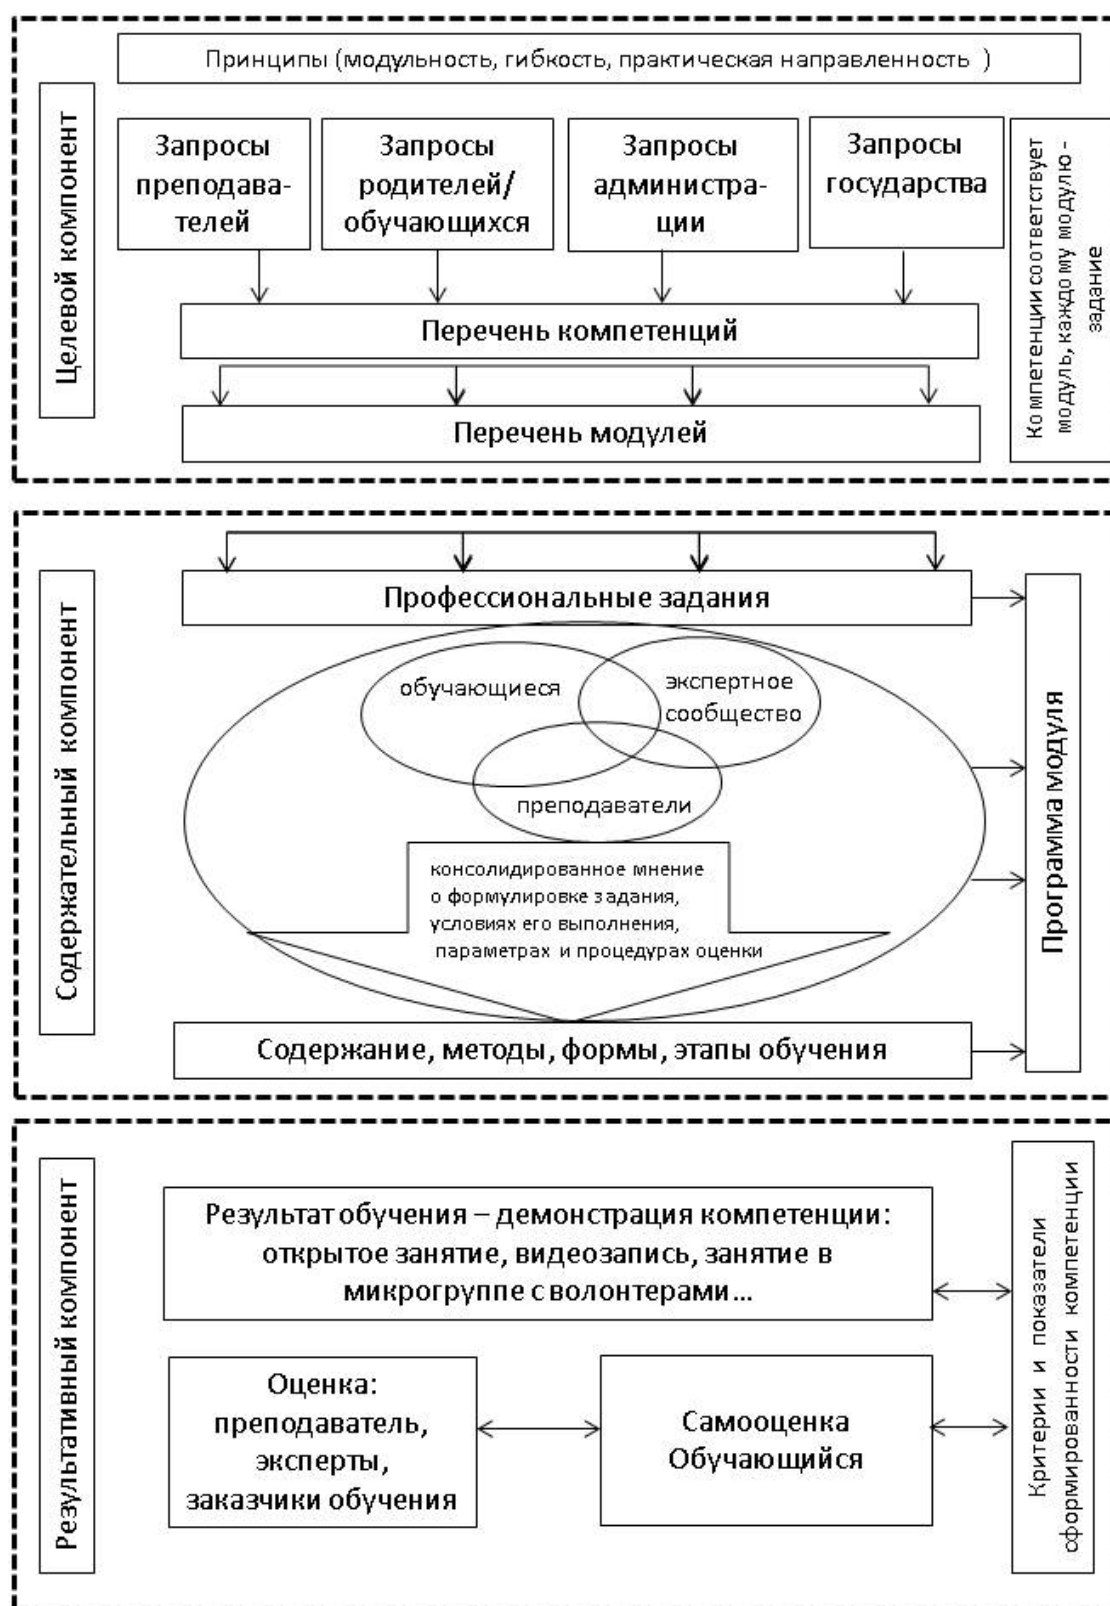 Принципы (модульность, гибкость, практическая направленность )
Целевой компонент
Запросы
преподава-
телей
Запросы
родителей/
обучающихся
Запросы
администра-
ции
Запросы
государства
Компетенции соответствует
модуль, каждому модулю -
задание
Перечень компетенций
Перечень модулей
Содержательный компонент
Профессиональные задания
обучающиеся
экспертное
сообщество
преподаватели
консолидированное мнение
о формулировке задания,
условиях его выполнения,
параметрах и процедурах оценки
Содержание, методы, формы, этапы обучения
Программа модуля
Результативный компонент
Результат обучения – демонстрация компетенции:
открытое занятие, видеозапись, занятие в
микрогруппе с волонтерами...
Оценка:
преподаватель,
эксперты,
заказчики обучения
Самооценка
Обучающийся
Критерии и показатели
сформированности компетенции